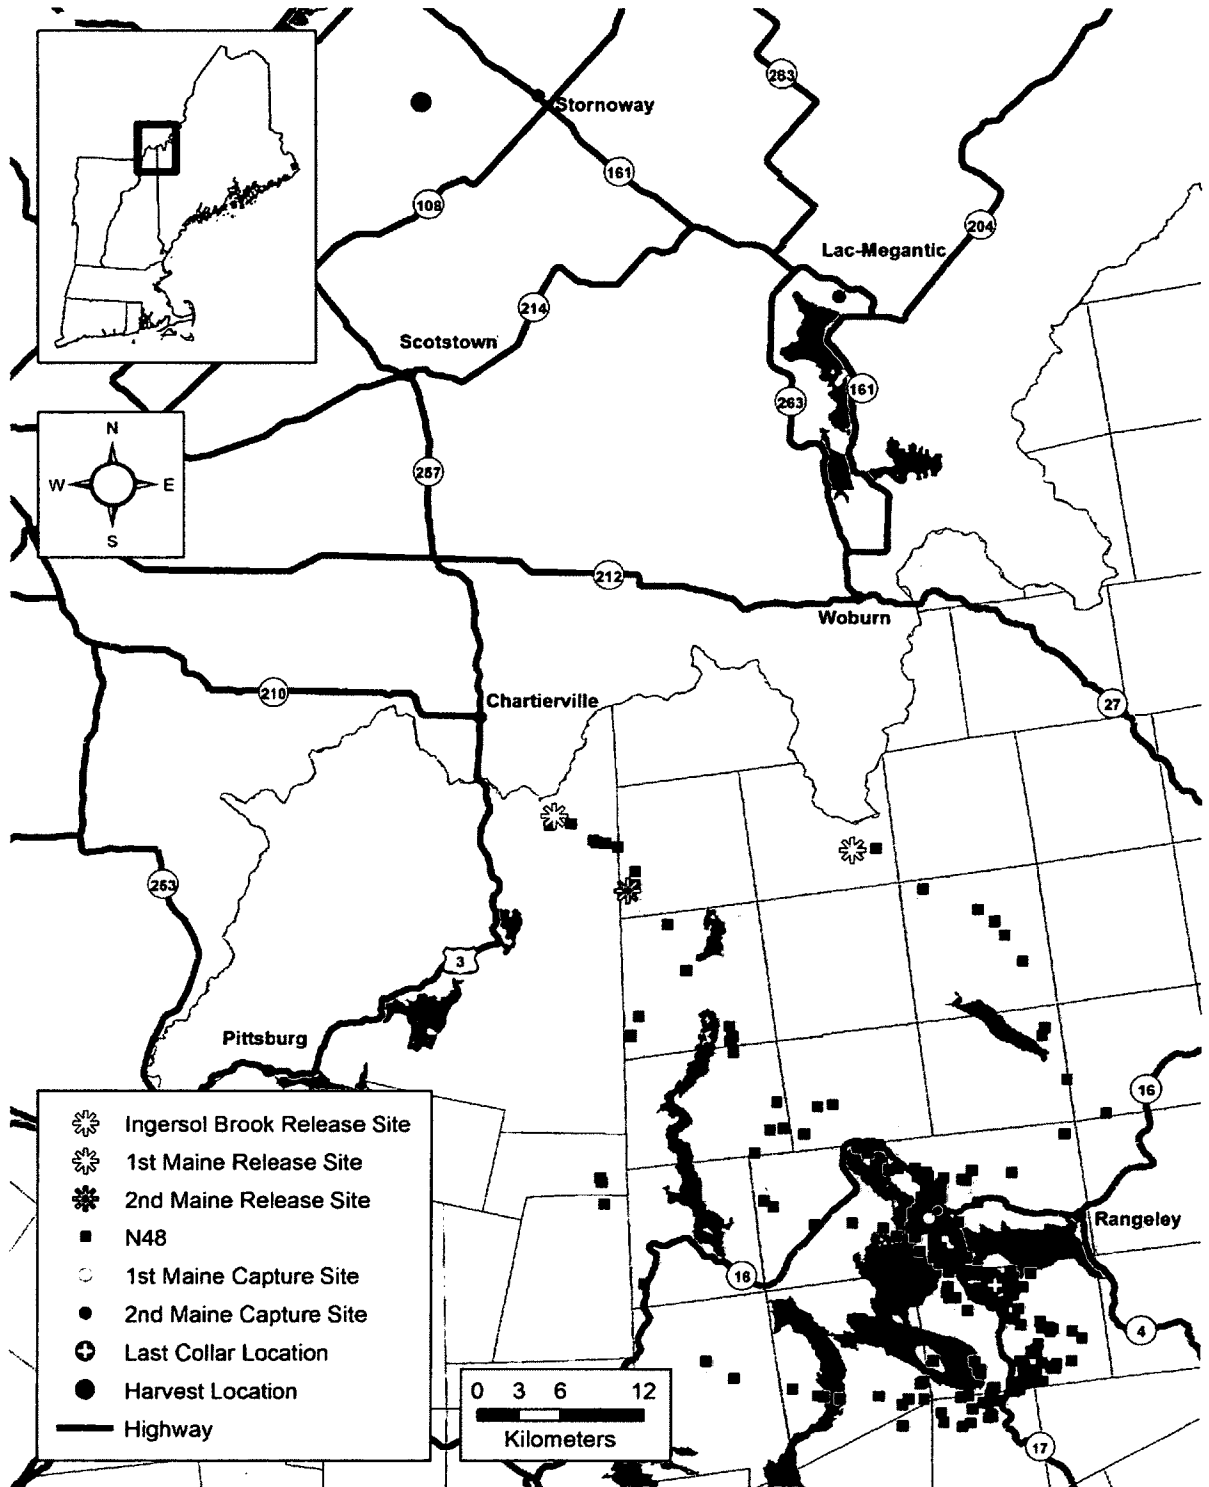 263
Stornoway
161
108
204
Lac-Megantic
214
Scotstown
263
161
N
W E
S
257
212
Woburn
210
Chartierville
27
253
3
Pittsburg
16
Rangeley
16
4
17
Ingersol Brook Release Site
1st Maine Release Site
2nd Maine Release Site
N48
1st Maine Capture Site
2nd Maine Capture Site
Last Collar Location
Harvest Location
Highway
0 3 6 12
Kilometers